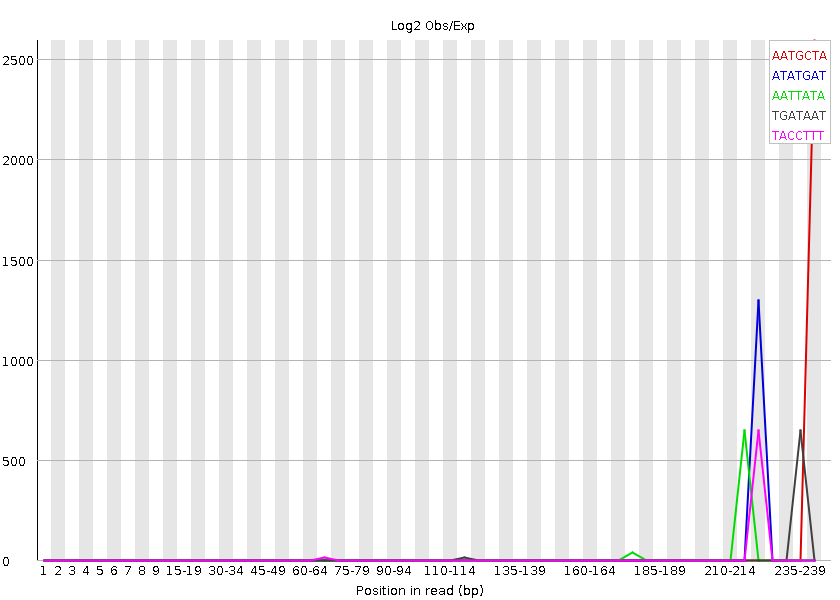 Log2 Obs/Exp
2500
2000
1500
1000
500
0
AATGCTA
ATATGAT
AATTATA
TGATAAT
TACCTTT
1 2 3 4 5 6 7 8 9 15-19 30-34 45-49 60-64 75-79 90-94 110-114 135-139 160-164 185-189 210-214 235-239
Position in read (bp)